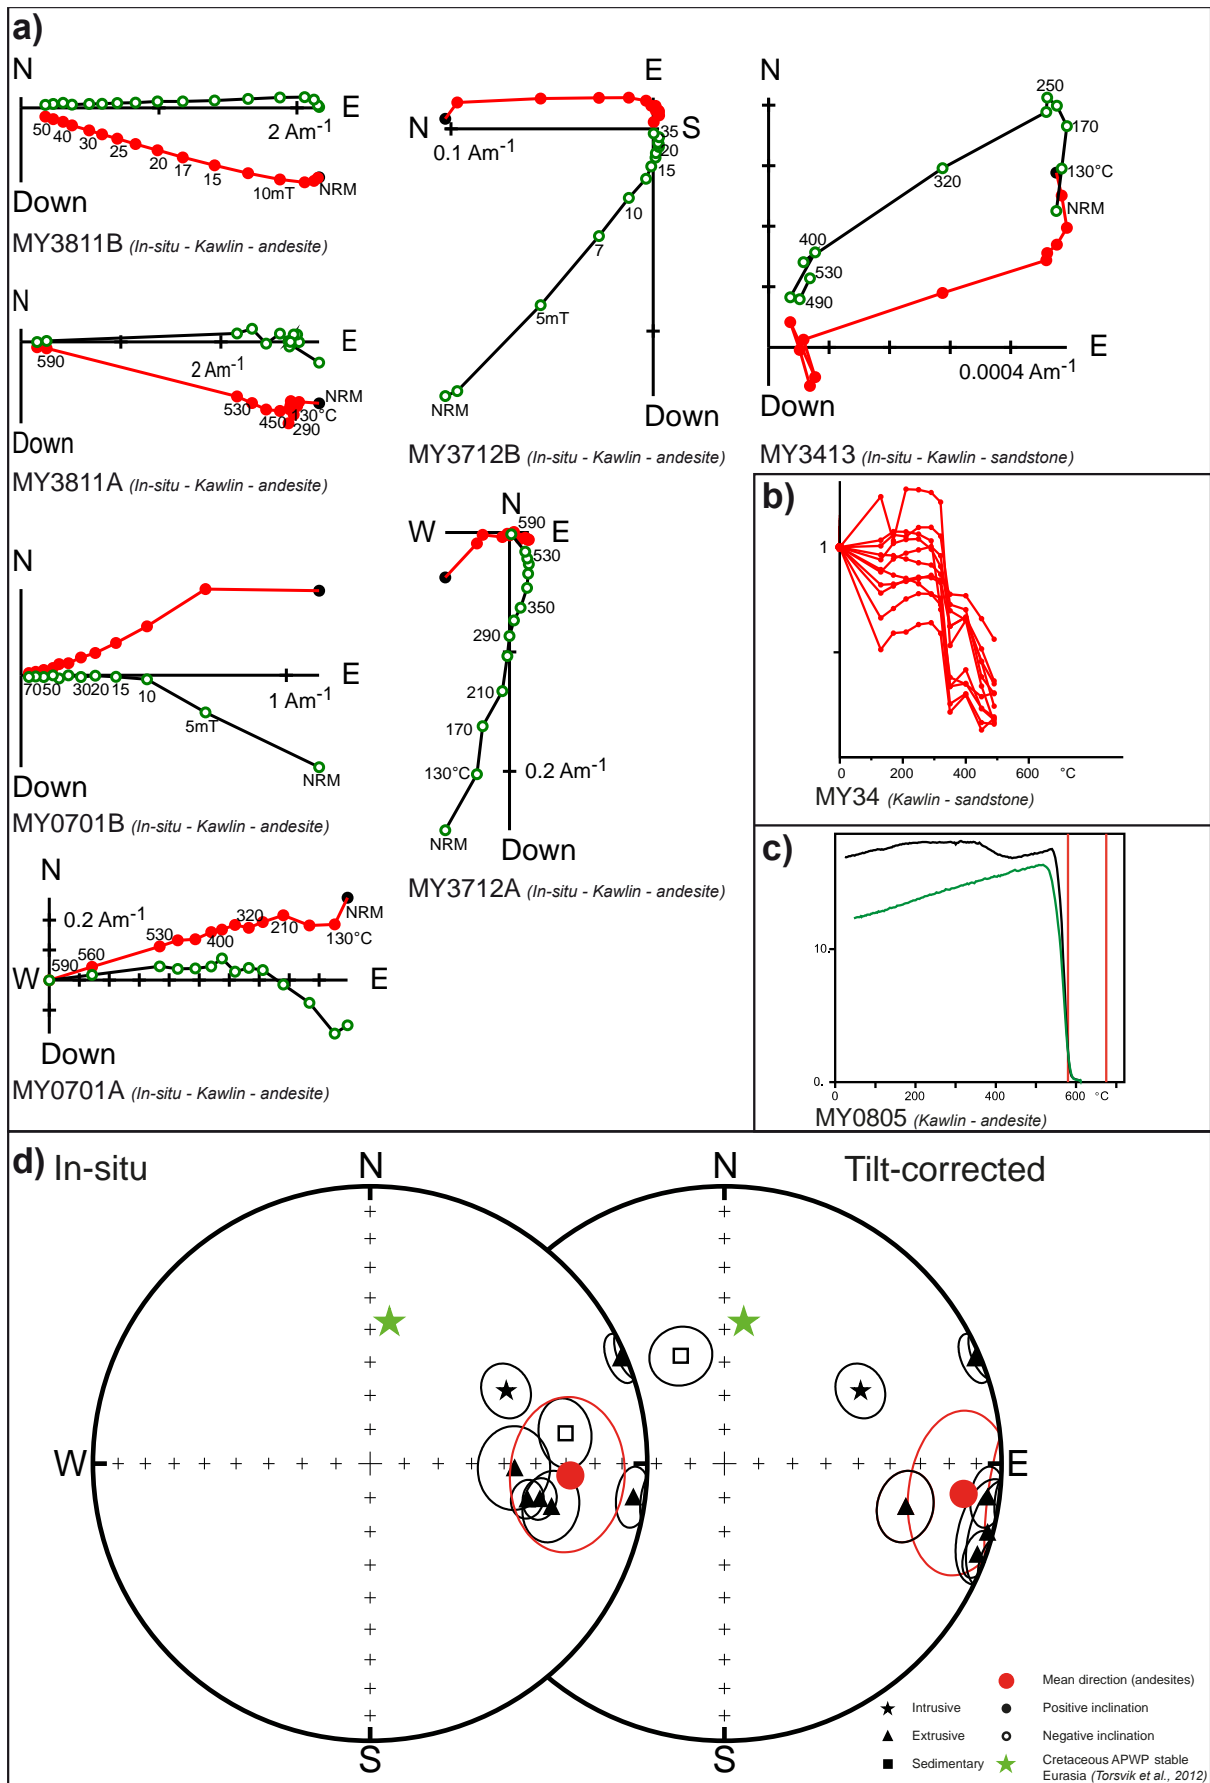 a)
N
E
2 Am-1
50
40
30
25
20
17
15
10mT
NRM
Down
MY3811B (In-situ - Kawlin - andesite)
E
N
S
0.1 Am-1
35
20
15
10
7
5mT
NRM
Down
MY3712B (In-situ - Kawlin - andesite)
N
250
170
130°C
320
NRM
400
530
490
E
0.0004 Am-1
Down
MY3413 (In-situ - Kawlin - sandstone)
N
E
590
2 Am-1
NRM
530
450
130°C
290
Down
MY3811A (In-situ - Kawlin - andesite)
N
E
1 Am-1
70
50
30
20
15
10
5mT
NRM
Down
MY0701B (In-situ - Kawlin - andesite)
N
W
E
590
530
350
290
210
170
130°C
0.2 Am-1
NRM
Down
MY3712A (In-situ - Kawlin - andesite)
N
0.2 Am-1
NRM
530
320
210
560
400
130°C
W
590
E
Down
MY0701A (In-situ - Kawlin - andesite)
b)
1
0
200
400
600
°C
MY34 (Kawlin - sandstone)
c)
10.
0.
0
200
400
600
°C
MY0805 (Kawlin - andesite)
d) In-situ
N
W
S
Tilt-corrected
N
E
S
Mean direction (andesites)
Intrusive
Positive inclination
Extrusive
Negative inclination
Sedimentary
Cretaceous APWP stable
Eurasia (Torsvik et al., 2012)